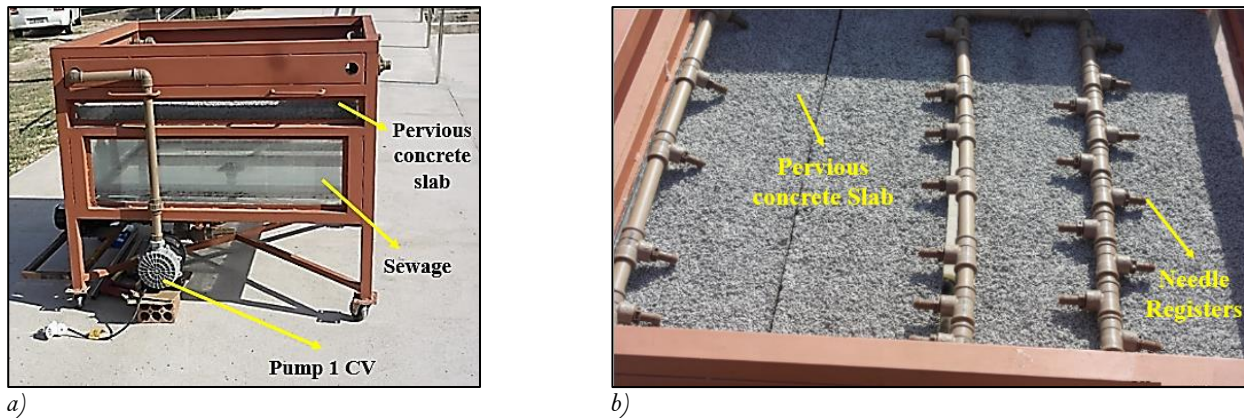 Pervious
concrete
slab
Sewage
Pump 1 CV
a)
Pervious
concrete Slab
Needle
Registers
b)